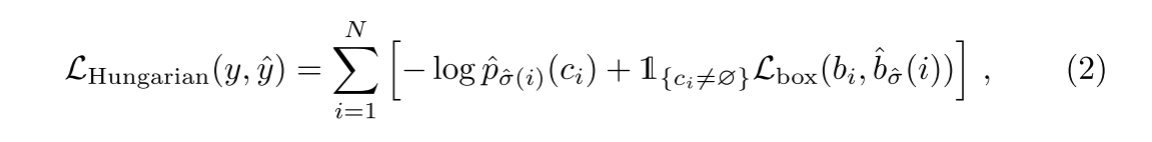 $\mathcal{L}_{\text{Hungarian}}(y, \hat{y}) = \sum_{i=1}^{N} \left[ -\log \hat{p}_{\hat{\sigma}(i)}(c_i) + \mathbb{1}_{\{c_i \neq \varnothing\}} \mathcal{L}_{\text{box}}(b_i, \hat{b}_{\hat{\sigma}}(i)) \right] , \quad (2)$